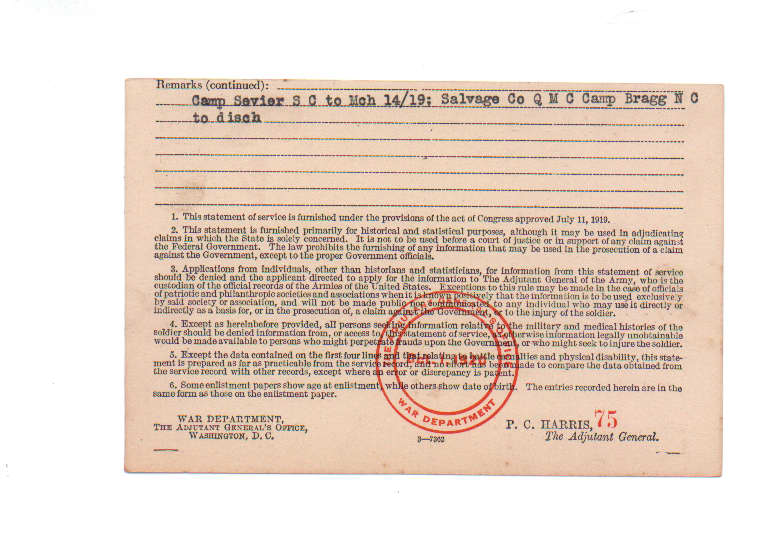 Remarks (continued):
Camp Sevier S C to Mch 14/19; Salvage Co Q M C Camp Bragg N C
to disch
1. This statement of service is furnished under the provisions of the act of Congress approved July 11, 1919.
2. This statement is furnished primarily for historical and statistical purposes, although it may be used in adjudicating
claims in which the State is solely concerned. It is not to be used before a court of justice or in support of any claim against
the Federal Government. The law prohibits the furnishing of any information that may be used in the prosecution of a claim
against the Government, except to the proper Government officials.
3. Applications from individuals, other than historians and statisticians, for information from this statement of service
should be denied and the applicant directed to apply for the information to The Adjutant General of the Army, who is the
custodian of the official records of the Armies of the United States. Exceptions to this rule may be made in the case of officials
of patriotic and philanthropic societies and associations when it is known positively that the information is to be used exclusively
by said society or association, and will not be made public nor communicated to any individual who may use it directly or
indirectly as a basis for, or in the prosecution of, a claim against the Government, or to the injury of the soldier.
4. Except as hereinbefore provided, all persons seeking information relative to the military and medical histories of the
soldier should be denied information from, or access to this statement of service, as otherwise information legally unobtainable
would be made available to persons who might perpetrate frauds upon the Government, or who might seek to injure the soldier.
5. Except the data contained on the first four lines and that relating to battle casualties and physical disability, this state-
ment is prepared as far as practicable from the service record, and no effort has been made to compare the data obtained from
the service record with other records, except where an error or discrepancy is patent.
6. Some enlistment papers show age at enlistment, while others show date of birth. The entries recorded herein are in the
same form as those on the enlistment paper.
WAR DEPARTMENT,
THE ADJUTANT GENERAL'S OFFICE,
WASHINGTON, D. C.
3—7302
P. C. HARRIS, 75
The Adjutant General.
THE ADJUTANT GENERAL'S OFFICE
WAR DEPARTMENT